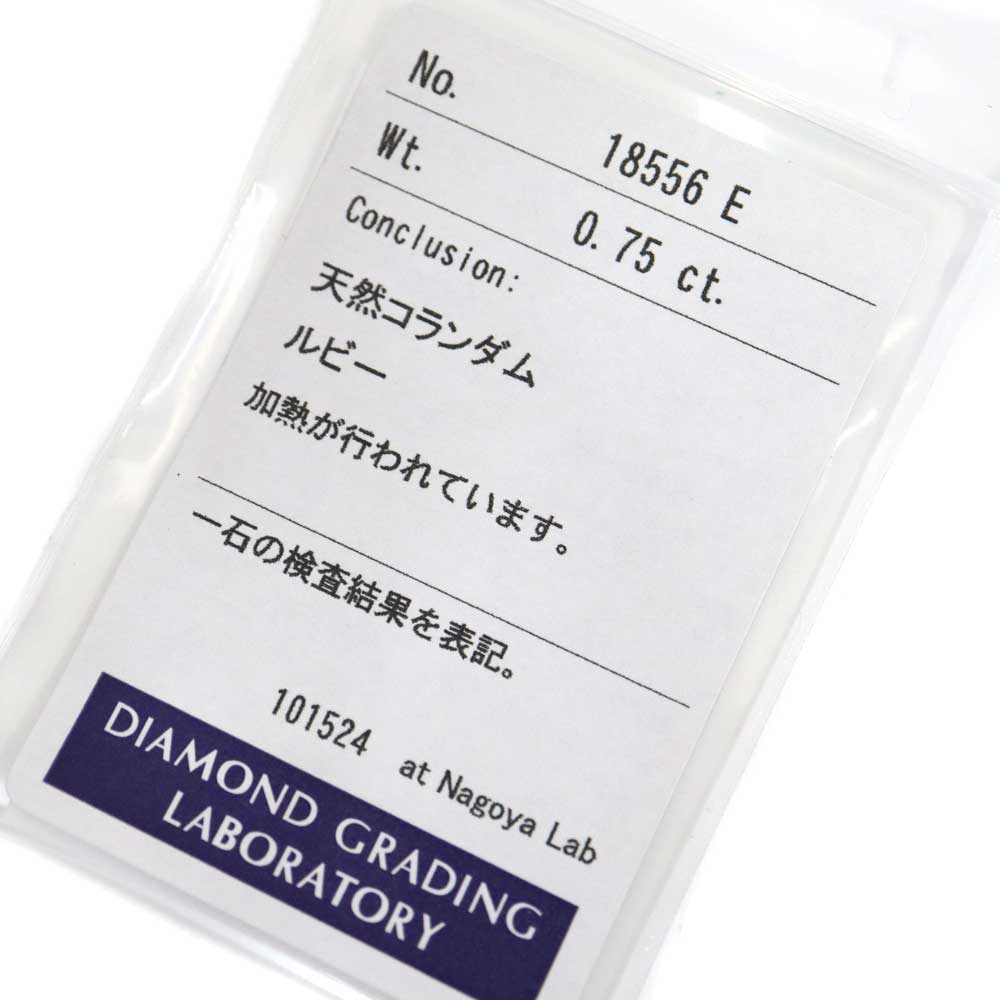 No. 18556 E
Wt. 0.75 ct.
Conclusion:
天然コランダム
ルビー
加熱が行われています。
一石の検査結果を表記。
101524 at Nagoya Lab
DIAMOND GRADING
LABORATORY